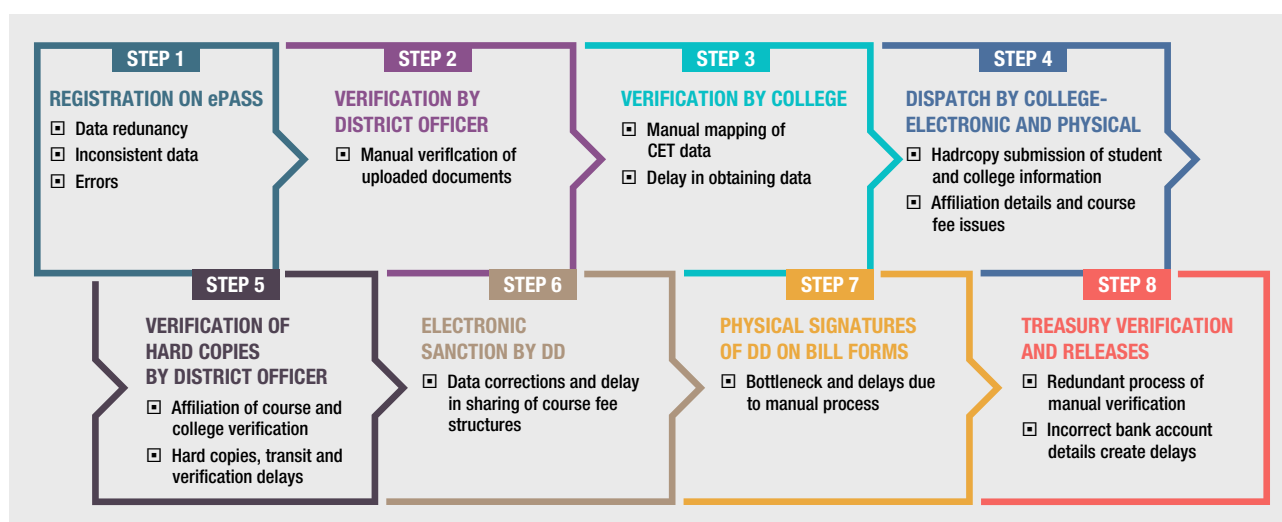 STEP 1
REGISTRATION ON ePASS
Data redunancy
Inconsistent data
Errors
STEP 2
VERIFICATION BY
DISTRICT OFFICER
Manual verification of
uploaded documents
STEP 3
VERIFICATION BY COLLEGE
Manual mapping of
CET data
Delay in obtaining data
STEP 4
DISPATCH BY COLLEGE-
ELECTRONIC AND PHYSICAL
Hadrcopy submission of student
and college information
Affiliation details and course
fee issues
STEP 5
VERIFICATION OF
HARD COPIES
BY DISTRICT OFFICER
Affiliation of course and
college verification
Hard copies, transit and
verification delays
STEP 6
ELECTRONIC
SANCTION BY DD
Data corrections and delay
in sharing of course fee
structures
STEP 7
PHYSICAL SIGNATURES
OF DD ON BILL FORMS
Bottleneck and delays due
to manual process
STEP 8
TREASURY VERIFICATION
AND RELEASES
Redundant process of
manual verification
Incorrect bank account
details create delays